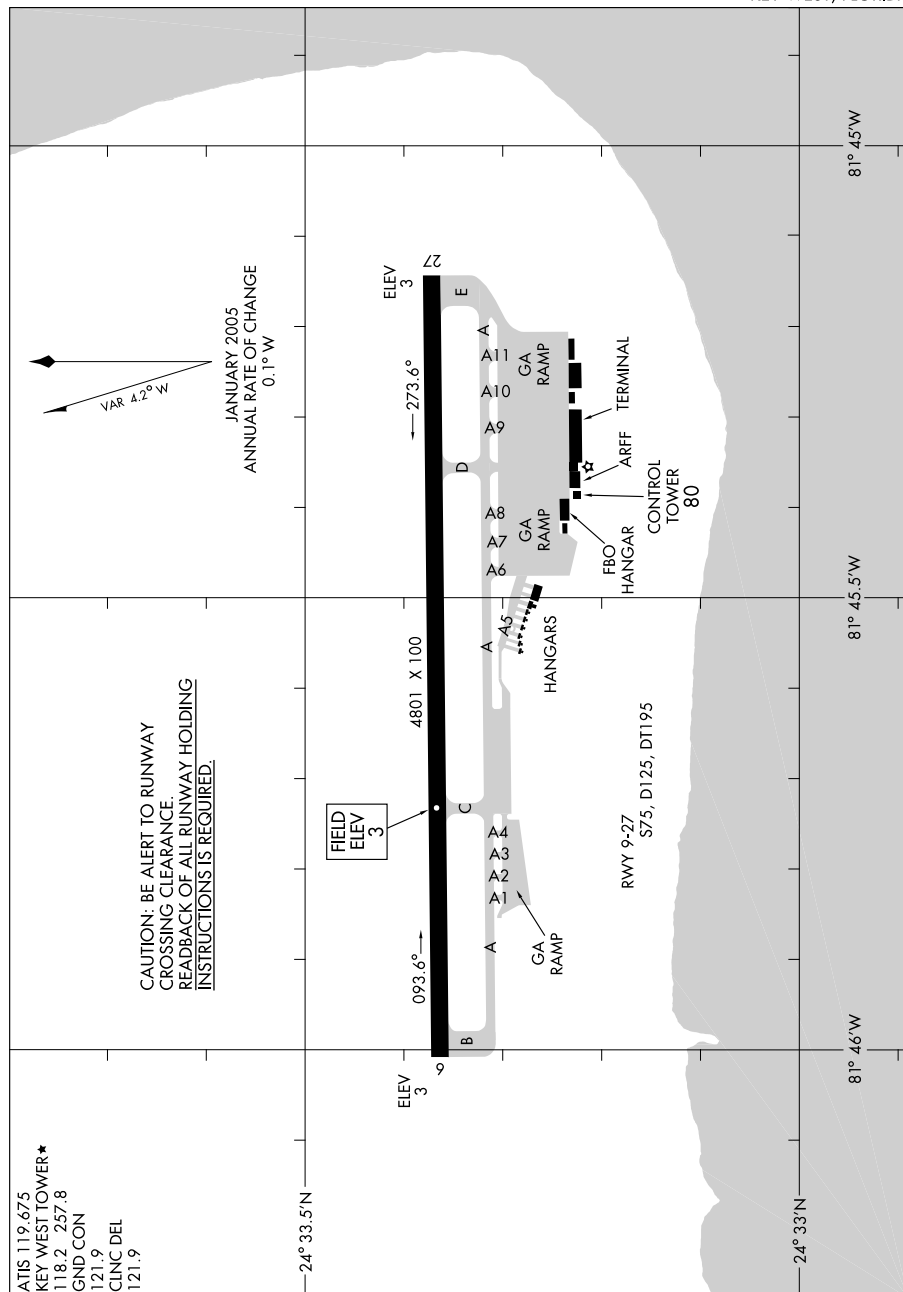 ATIS 119.675
KEY WEST TOWER★
118.2 257.8
GND CON
121.9
CLNC DEL
121.9
CAUTION: BE ALERT TO RUNWAY
CROSSING CLEARANCE.
READBACK OF ALL RUNWAY HOLDING
INSTRUCTIONS IS REQUIRED.
VAR 4.2° W
JANUARY 2005
ANNUAL RATE OF CHANGE
0.1° W
24° 33.5'N
24° 33'N
81° 46'W
81° 45.5'W
81° 45'W
ELEV
3
9
093.6°
FIELD
ELEV
3
4801 X 100
273.6°
ELEV
3
27
B
C
D
E
A
A1
A2
A3
A4
A
A5
A6
A7
A8
A9
A10
A11
A
GA
RAMP
HANGARS
GA
RAMP
GA
RAMP
FBO
HANGAR
CONTROL
TOWER
80
ARFF
TERMINAL
RWY 9-27
S75, D125, DT195